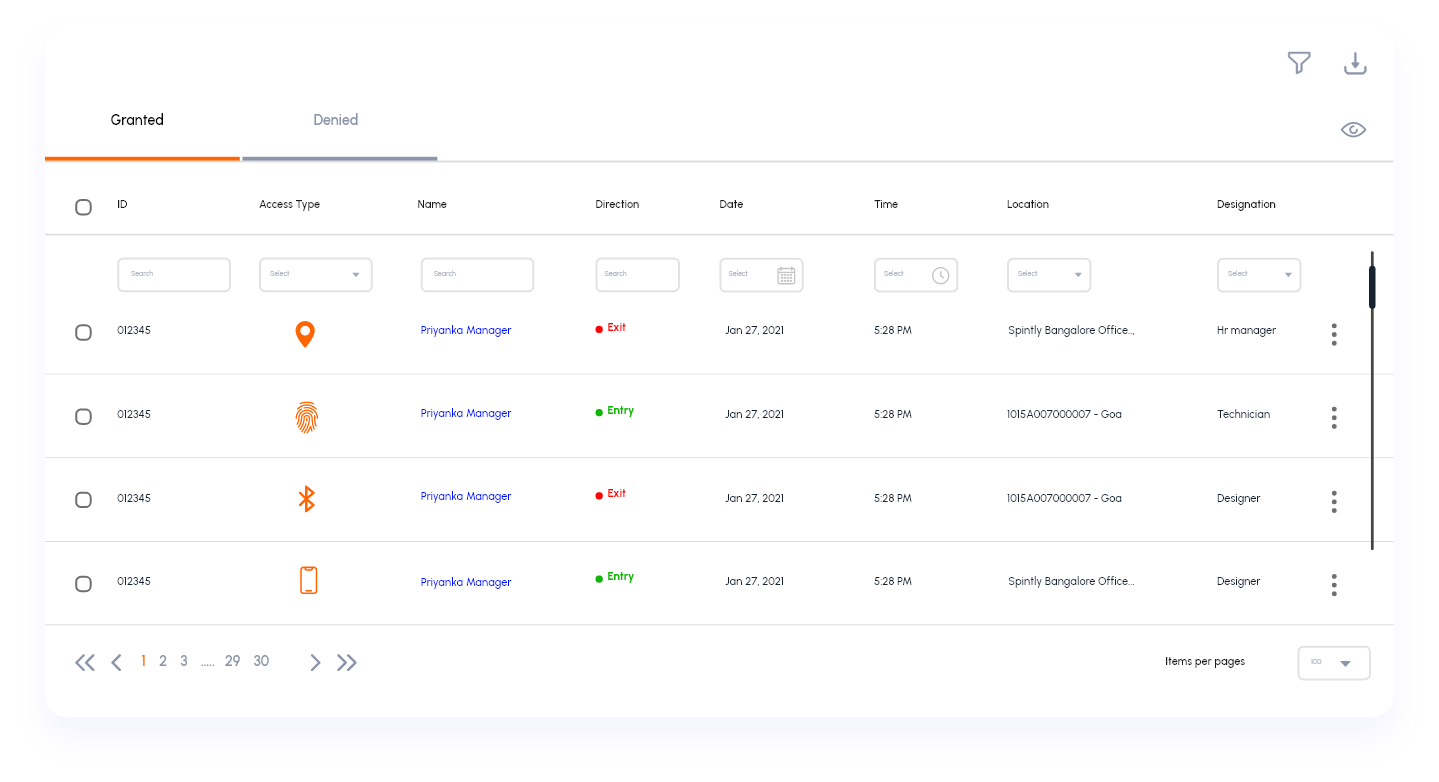 Granted Denied
ID Access Type Name Direction Date Time Location Designation
Search Select Search Search Select Select Select Select
012345 Priyanka Manager Exit Jan 27, 2021 5:28 PM Spintly Bangalore Office.., Hr manager
012345 Priyanka Manager Entry Jan 27, 2021 5:28 PM 1015A007000007 - Goa Technician
012345 Priyanka Manager Exit Jan 27, 2021 5:28 PM 1015A007000007 - Goa Designer
012345 Priyanka Manager Entry Jan 27, 2021 5:28 PM Spintly Bangalore Office... Designer
1 2 3 ..... 29 30 Items per pages 100